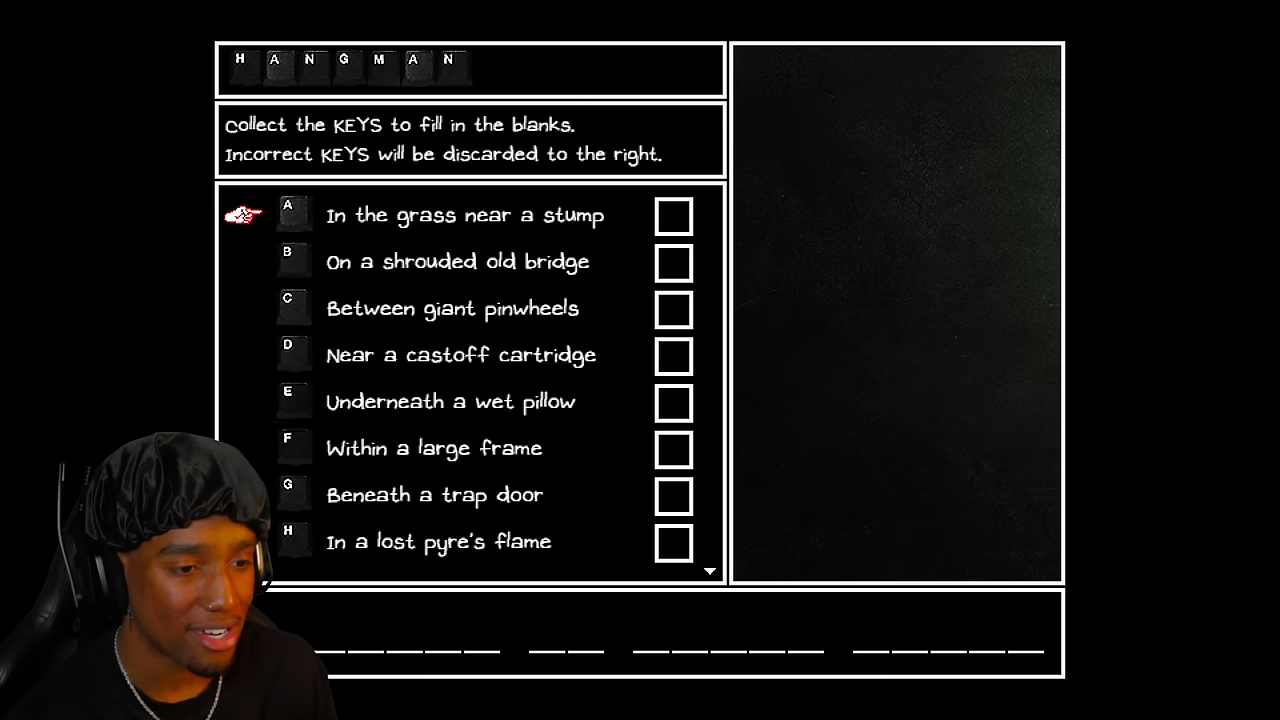 H A N G M A N
Collect the KEYS to fill in the blanks.
Incorrect KEYS will be discarded to the right.
A In the grass near a stump
B On a shrouded old bridge
C Between giant pinwheels
D Near a castoff cartridge
E Underneath a wet pillow
F Within a large frame
G Beneath a trap door
H In a lost pyre's flame